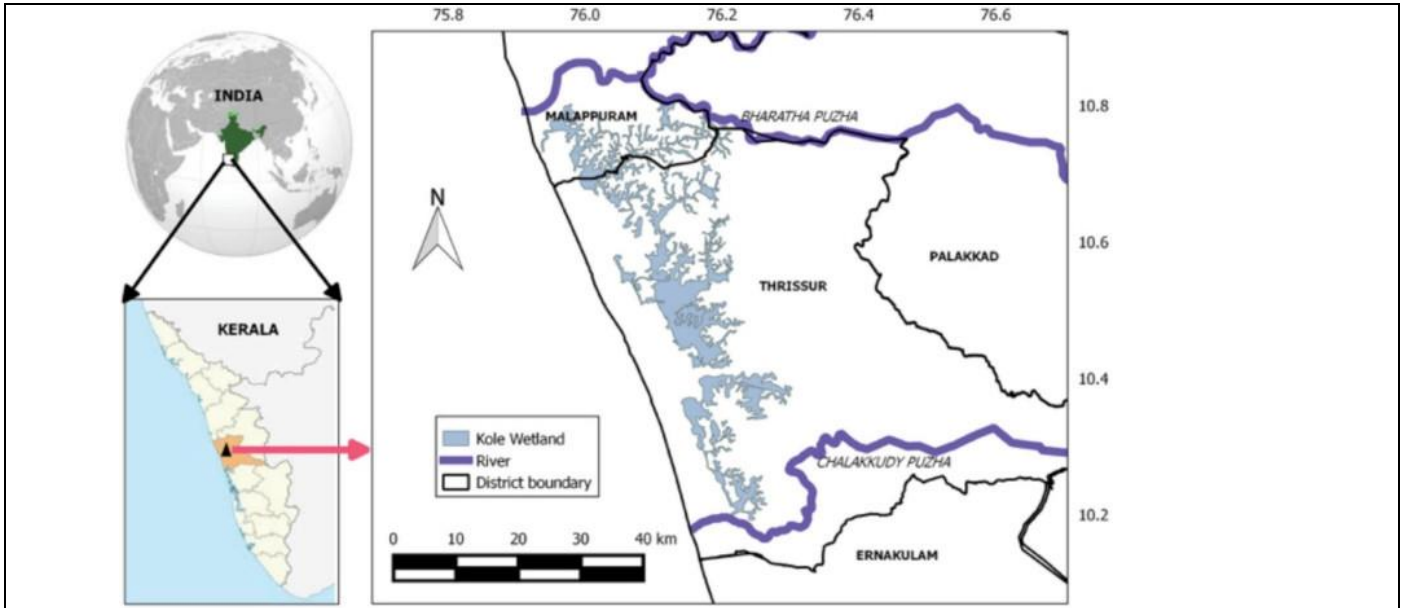 75.8 76.0 76.2 76.4 76.6
INDIA
10.8
MALAPPURAM
BHARATHA PUZHA
N
10.6
PALAKKAD
THRISSUR
KERALA
10.4
Kole Wetland
River
District boundary
CHALAKKUDY PUZHA
10.2
0 10 20 30 40 km
ERNAKULAM